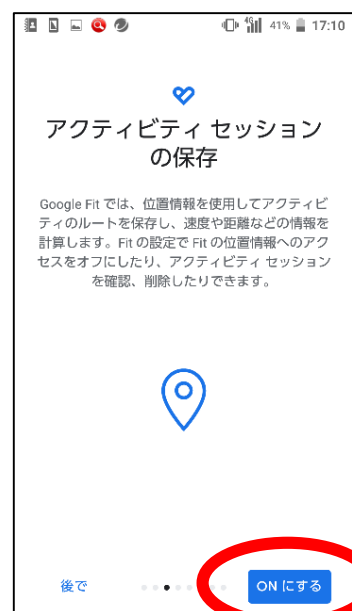 4G 41% 17:10
アクティビティ セッション
の保存
Google Fit では、位置情報を使用してアクティビ
ティのルートを保存し、速度や距離などの情報を
計算します。Fit の設定で Fit の位置情報へのアク
セスをオフにしたり、アクティビティ セッション
を確認、削除したりできます。
後で ON にする